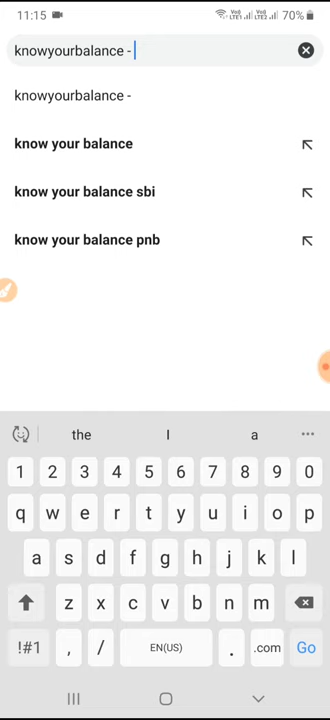 11:15 70%
knowyourbalance -
knowyourbalance -
know your balance
know your balance sbi
know your balance pnb
the I a
1 2 3 4 5 6 7 8 9 0
q w e r t y u i o p
a s d f g h j k l
z x c v b n m
!#1 , / EN(US) . .com Go